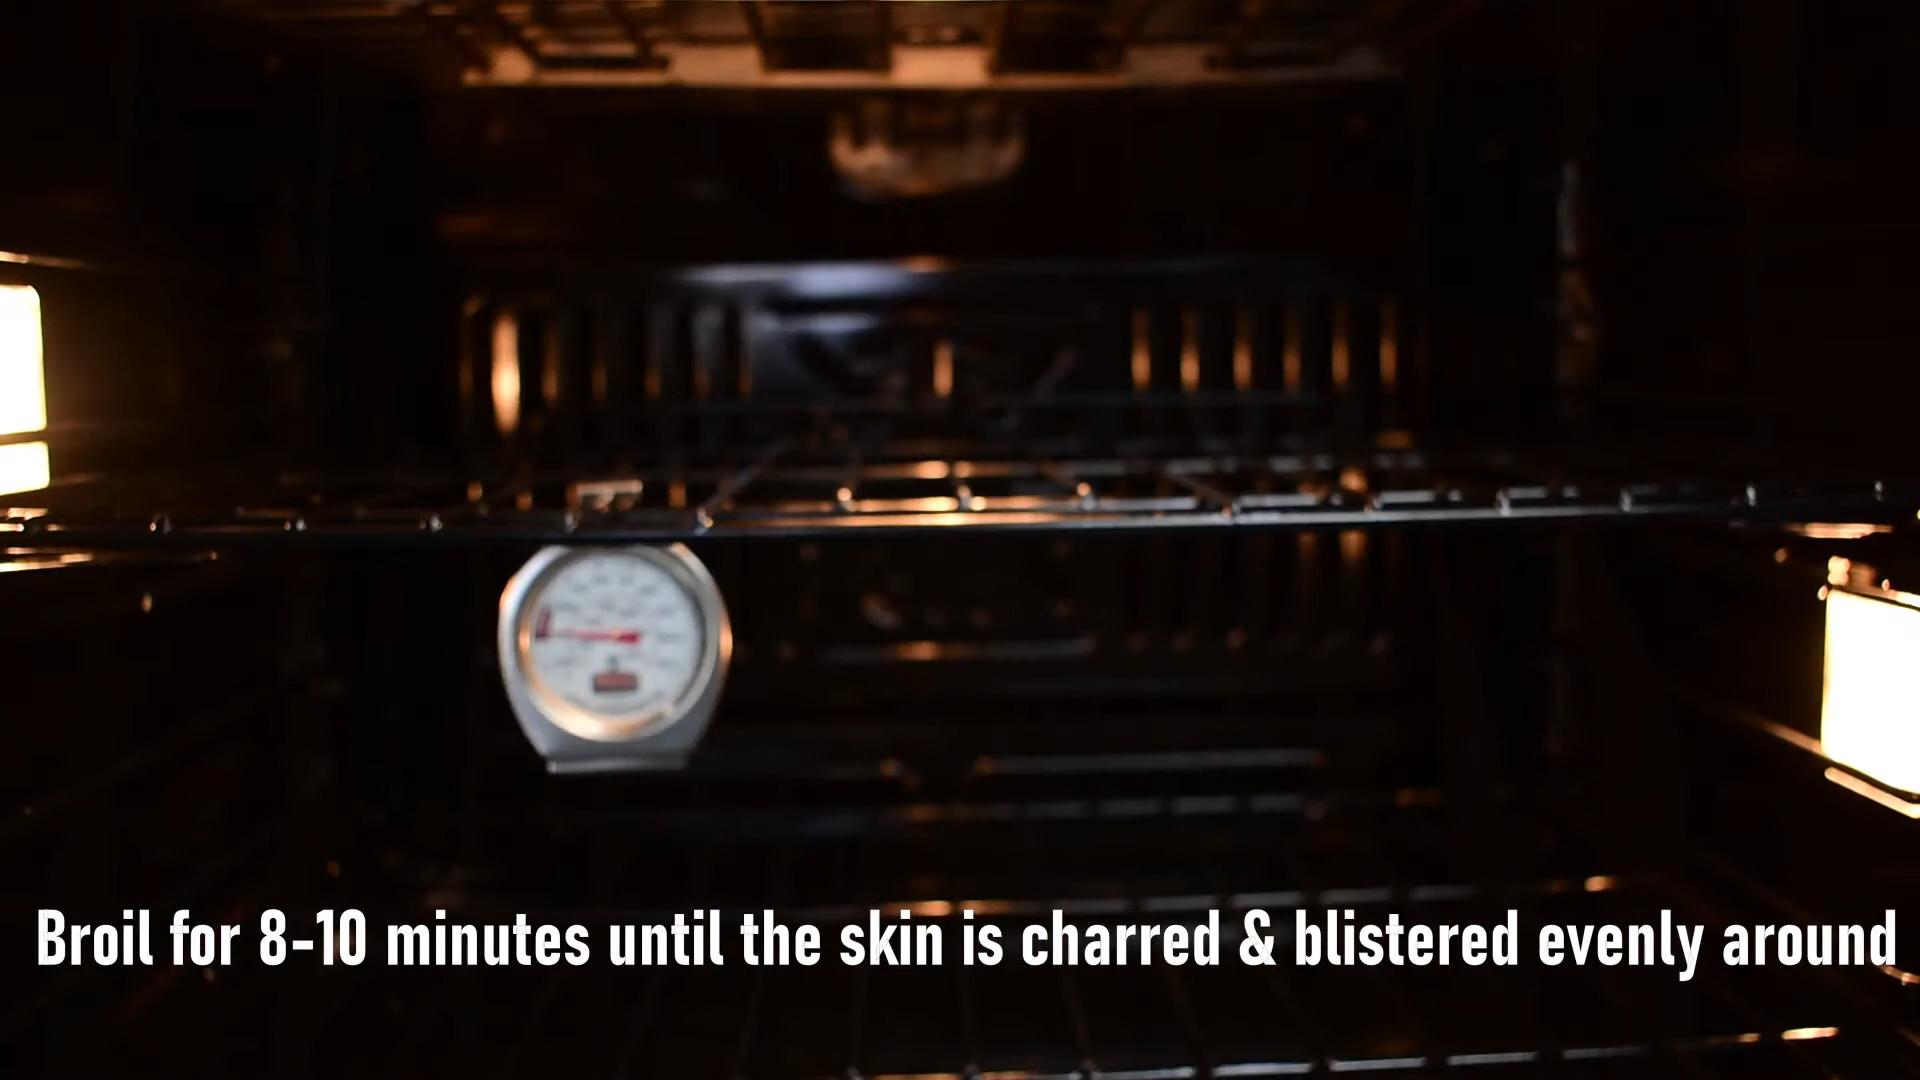 Broil for 8-10 minutes until the skin is charred & blistered evenly around